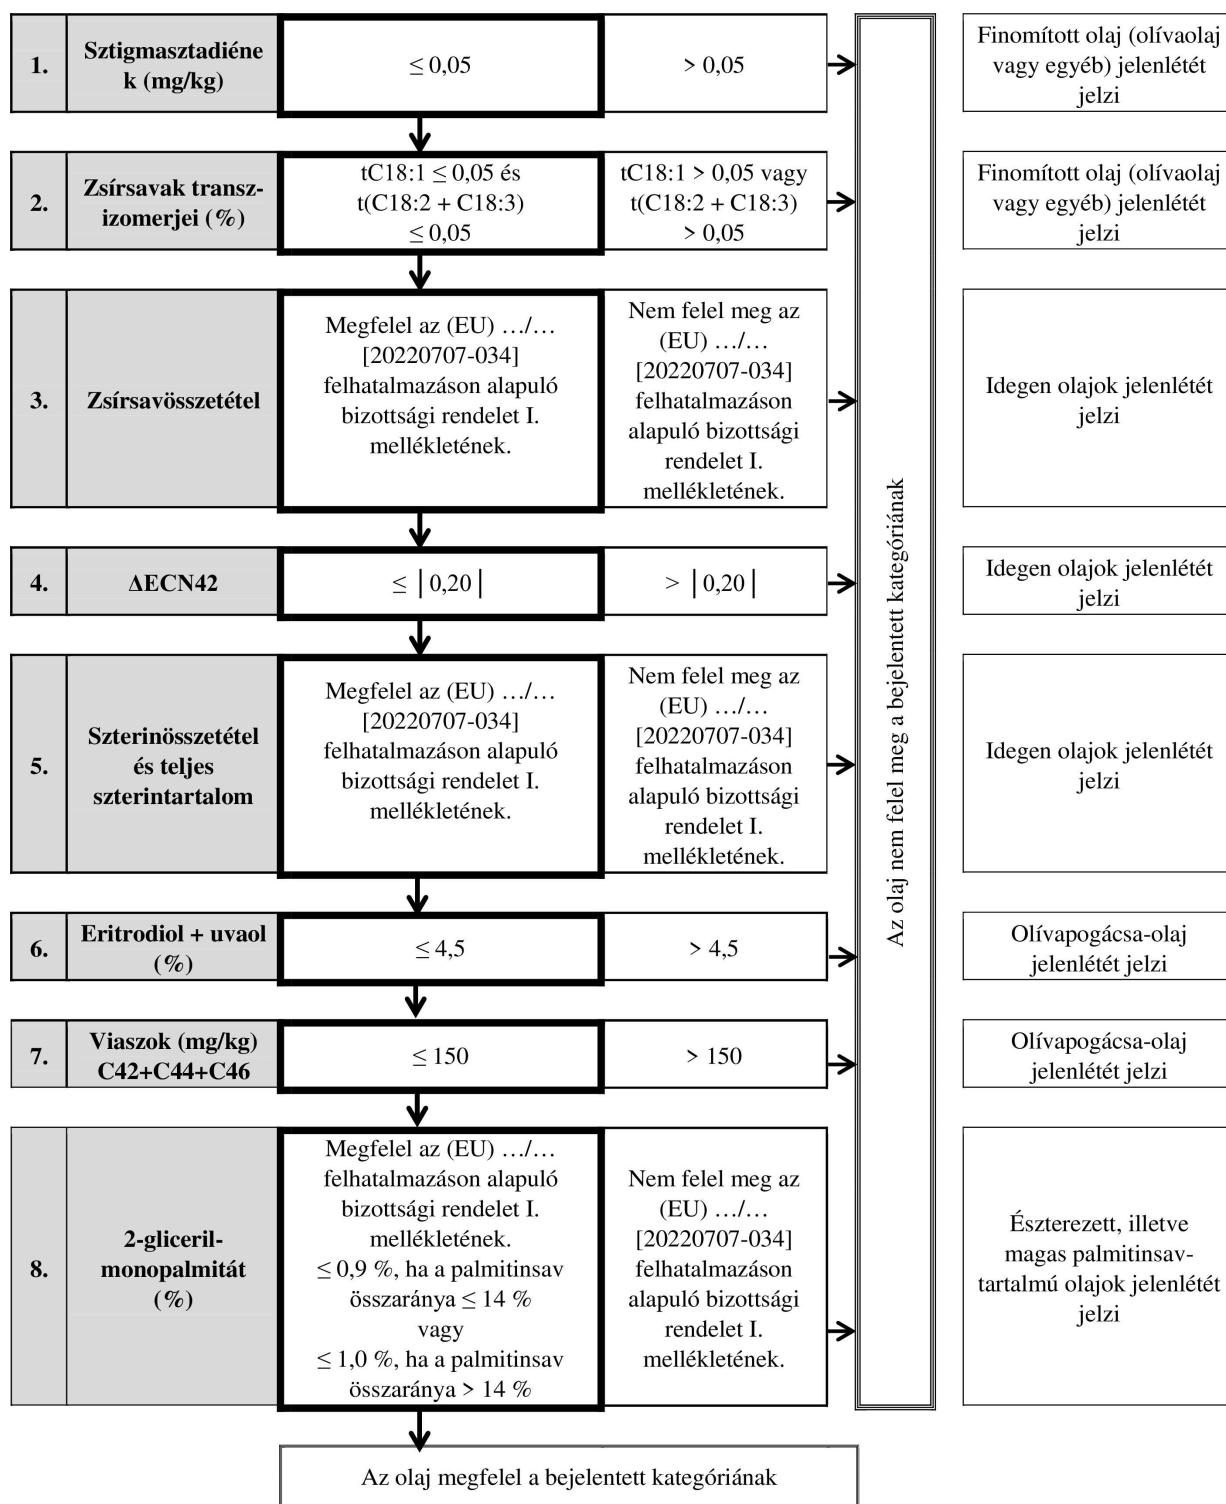 1.
Sztigmasztadiéne
k (mg/kg)
≤ 0,05
> 0,05
Finomított olaj (olívaolaj
vagy egyéb) jelenlétét
jelzi
2.
Zsírsavak transz-
izomerjei (%)
tC18:1 ≤ 0,05 és
t(C18:2 + C18:3)
≤ 0,05
tC18:1 > 0,05 vagy
t(C18:2 + C18:3)
> 0,05
Finomított olaj (olívaolaj
vagy egyéb) jelenlétét
jelzi
3.
Zsírsavösszetétel
Megfelel az (EU) …/…
[20220707-034]
felhatalmazáson alapuló
bizottsági rendelet I.
mellékletének.
Nem felel meg az
(EU) …/…
[20220707-034]
felhatalmazáson
alapuló bizottsági
rendelet I.
mellékletének.
Idegen olajok jelenlétét
jelzi
4.
ΔECN42
≤ │0,20│
> │0,20│
Idegen olajok jelenlétét
jelzi
5.
Szterinösszetétel
és teljes
szterintartalom
Megfelel az (EU) …/…
[20220707-034]
felhatalmazáson alapuló
bizottsági rendelet I.
mellékletének.
Nem felel meg az
(EU) …/…
[20220707-034]
felhatalmazáson
alapuló bizottsági
rendelet I.
mellékletének.
Idegen olajok jelenlétét
jelzi
6.
Eritrodiol + uvaol
(%)
≤ 4,5
> 4,5
Olívapogácsa-olaj
jelenlétét jelzi
7.
Viaszok (mg/kg)
C42+C44+C46
≤ 150
> 150
Olívapogácsa-olaj
jelenlétét jelzi
8.
2-gliceril-
monopalmitát
(%)
Megfelel az (EU) …/…
felhatalmazáson alapuló
bizottsági rendelet I.
mellékletének.
≤ 0,9 %, ha a palmitinsav
összaránya ≤ 14 %
vagy
≤ 1,0 %, ha a palmitinsav
összaránya > 14 %
Nem felel meg az
(EU) …/…
[20220707-034]
felhatalmazáson
alapuló bizottsági
rendelet I.
mellékletének.
Észterezett, illetve
magas palmitinsav-
tartalmú olajok jelenlétét
jelzi
Az olaj nem felel meg a bejelentett kategóriának
Az olaj megfelel a bejelentett kategóriának